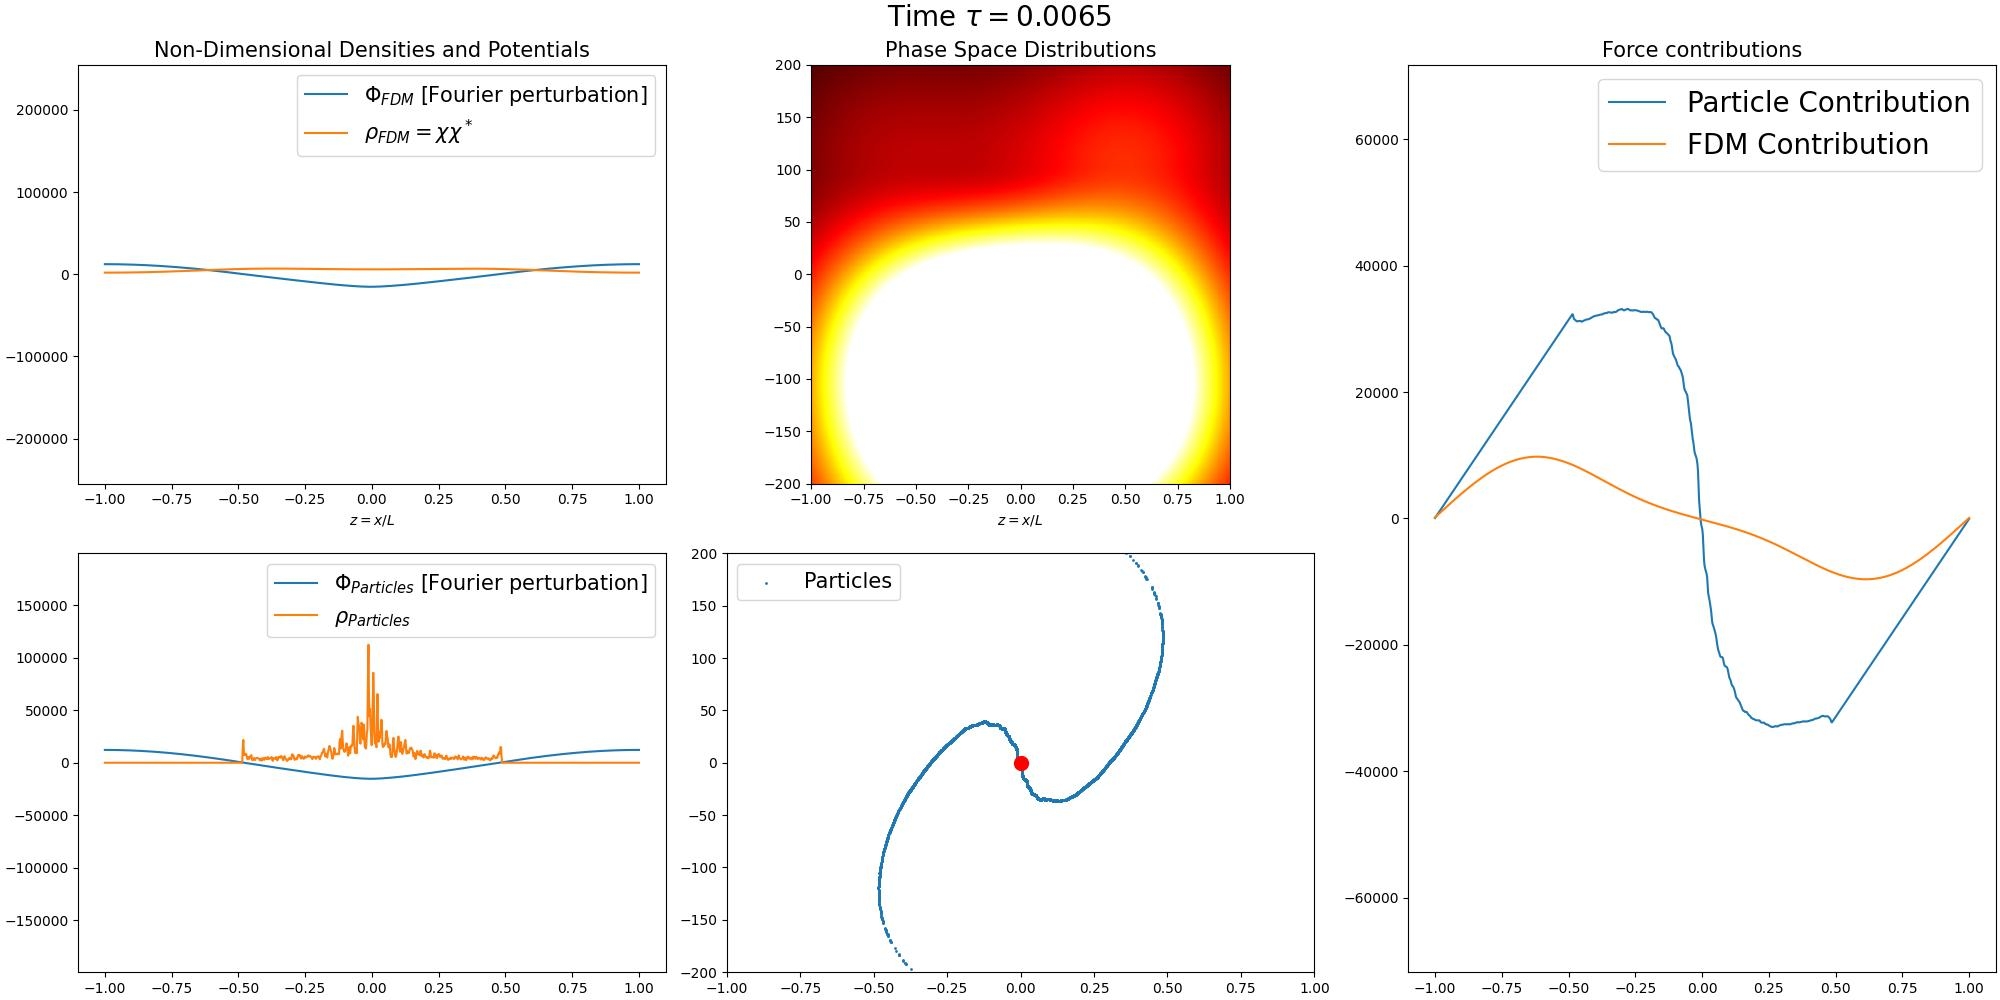 Time τ = 0.0065
Non-Dimensional Densities and Potentials
Φ_FDM [Fourier perturbation]
ρ_FDM = χχ*
200000
100000
0
−100000
−200000
−1.00 −0.75 −0.50 −0.25 0.00 0.25 0.50 0.75 1.00
z = x/L
Phase Space Distributions
200
150
100
50
0
−50
−100
−150
−200
−1.00 −0.75 −0.50 −0.25 0.00 0.25 0.50 0.75 1.00
z = x/L
Φ_Particles [Fourier perturbation]
ρ_Particles
150000
100000
50000
0
−50000
−100000
−150000
−1.00 −0.75 −0.50 −0.25 0.00 0.25 0.50 0.75 1.00
Particles
200
150
100
50
0
−50
−100
−150
−200
−1.00 −0.75 −0.50 −0.25 0.00 0.25 0.50 0.75 1.00
Force contributions
Particle Contribution
FDM Contribution
60000
40000
20000
0
−20000
−40000
−60000
−1.00 −0.75 −0.50 −0.25 0.00 0.25 0.50 0.75 1.00